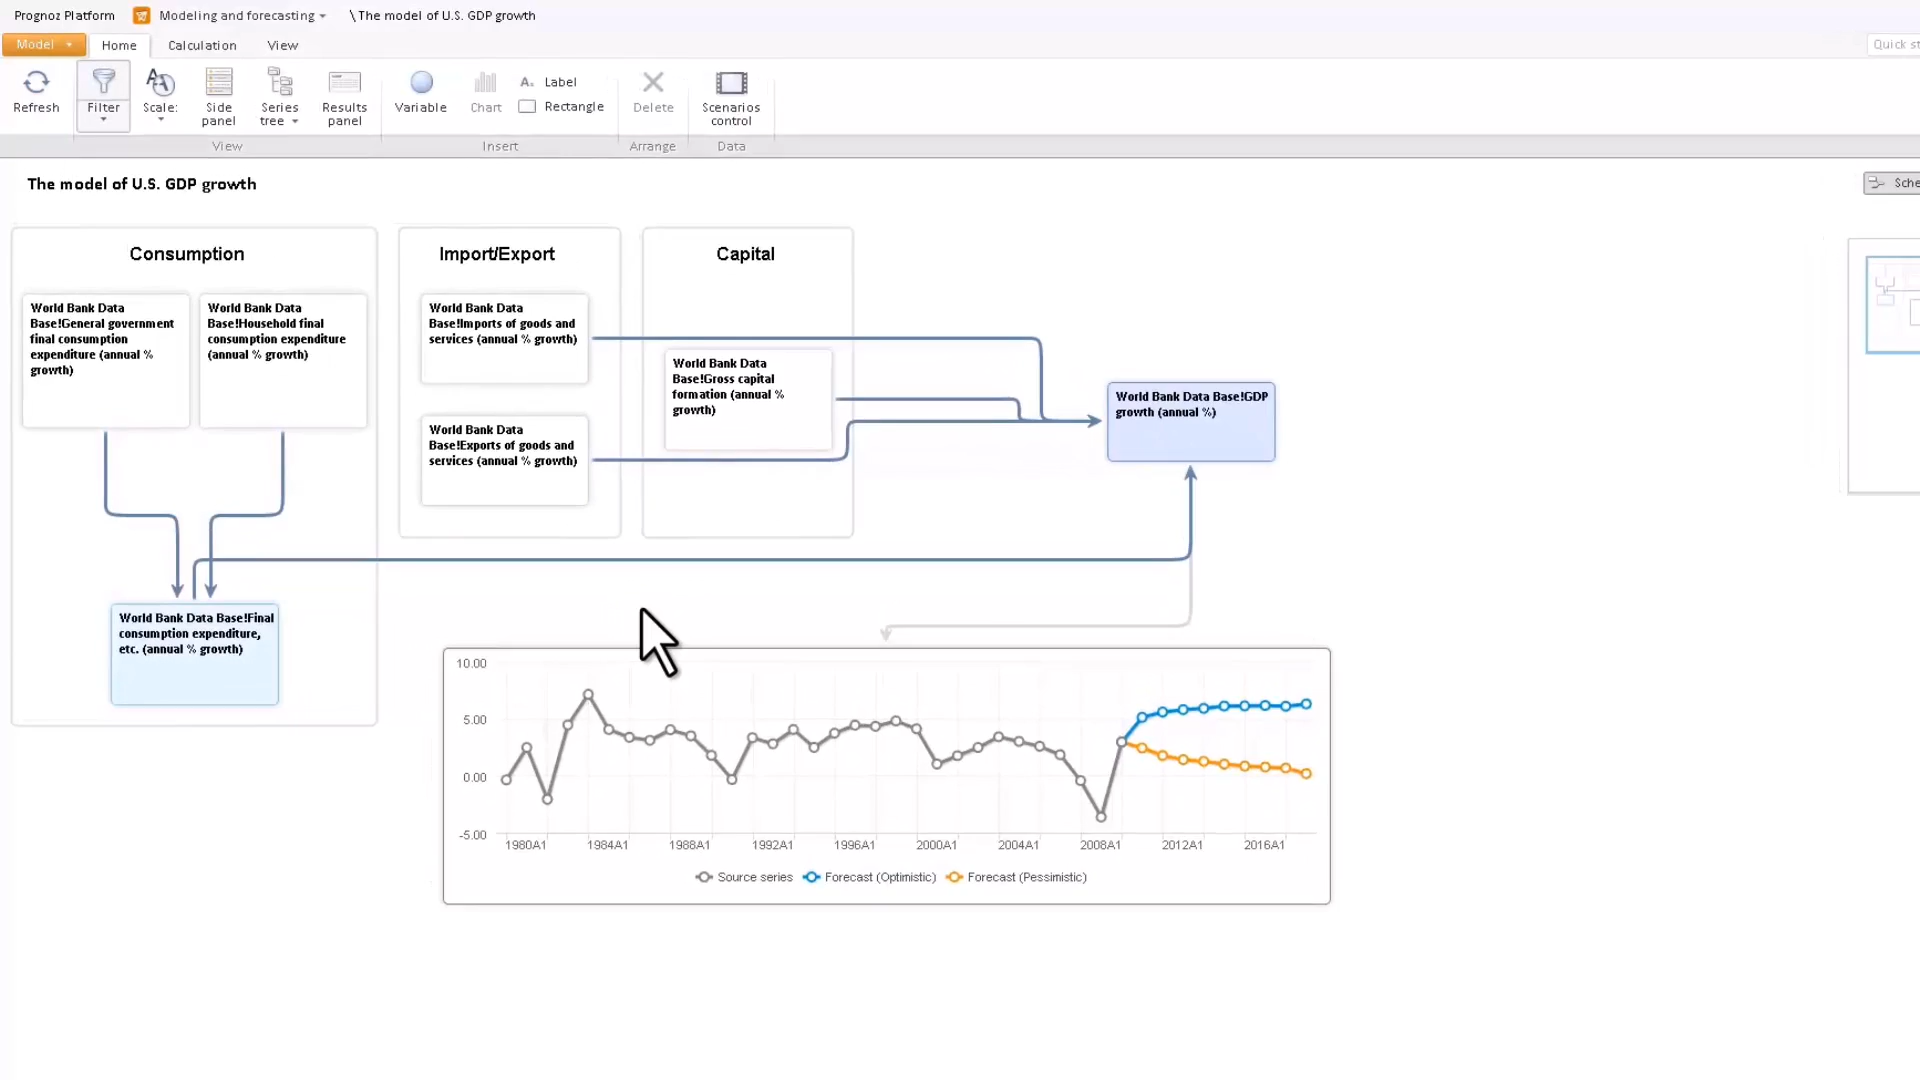 Prognoz Platform
Modeling and forecasting
\ The model of U.S. GDP growth
Model
Home
Calculation
View
Quick st
Refresh
Filter
Scale:
Side
panel
Series
tree
Results
panel
Variable
Chart
Label
Rectangle
Delete
Scenarios
control
View
Insert
Arrange
Data
The model of U.S. GDP growth
Sche
Consumption
World Bank Data
Base!General government
final consumption
expenditure (annual %
growth)
World Bank Data
Base!Household final
consumption expenditure
(annual % growth)
World Bank Data Base!Final
consumption expenditure,
etc. (annual % growth)
Import/Export
World Bank Data
Base!Imports of goods and
services (annual % growth)
World Bank Data
Base!Exports of goods and
services (annual % growth)
Capital
World Bank Data
Base!Gross capital
formation (annual %
growth)
World Bank Data Base!GDP
growth (annual %)
10.00
5.00
0.00
-5.00
1980A1 1984A1 1988A1 1992A1 1996A1 2000A1 2004A1 2008A1 2012A1 2016A1
Source series Forecast (Optimistic) Forecast (Pessimistic)